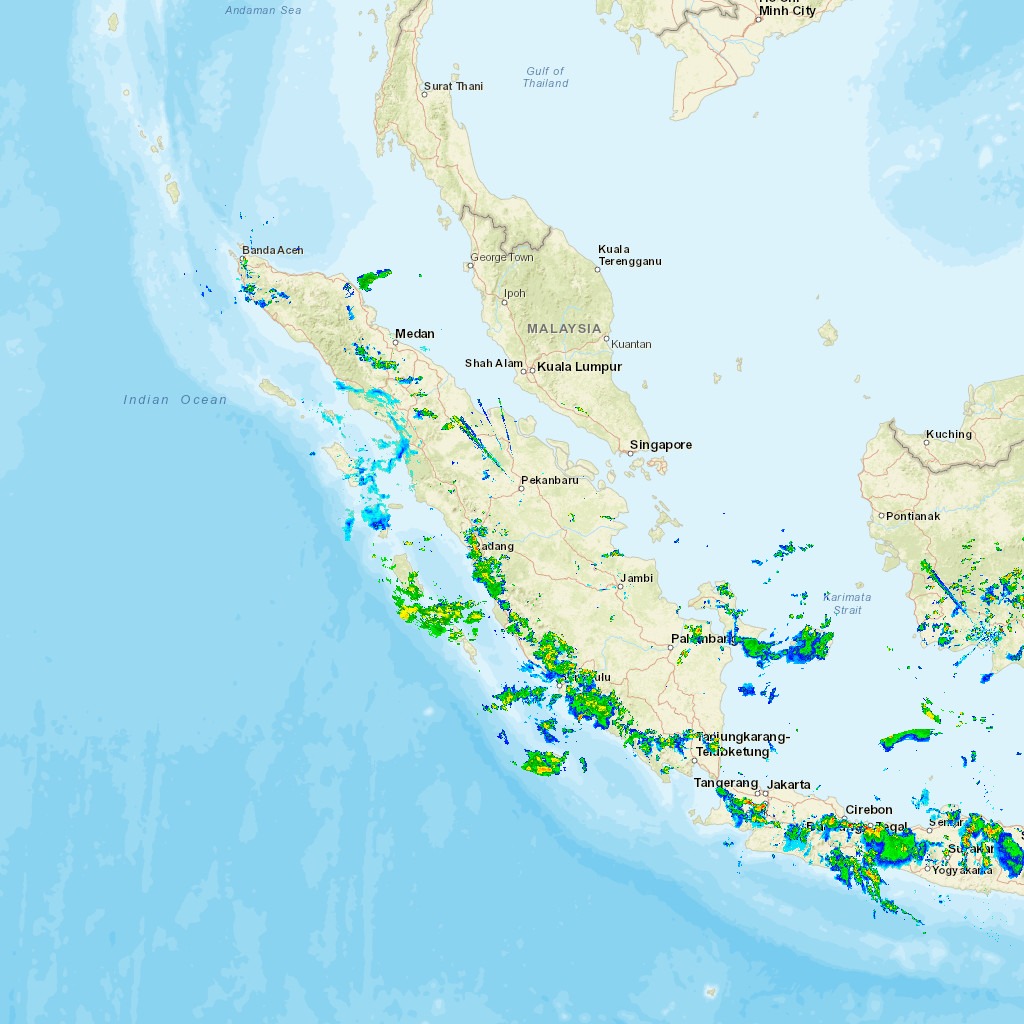 Andaman Sea
Minh City
Gulf of
Thailand
Surat Thani
Banda Aceh
George Town
Kuala
Terengganu
Ipoh
MALAYSIA
Medan
Kuantan
Shah Alam
Kuala Lumpur
Indian Ocean
Singapore
Kuching
Pekanbaru
Pontianak
Padang
Jambi
Karimata
Strait
Palembang
Tanjungkarang-
Telukbetung
Tangerang
Jakarta
Cirebon
Tegal
Yogyakarta